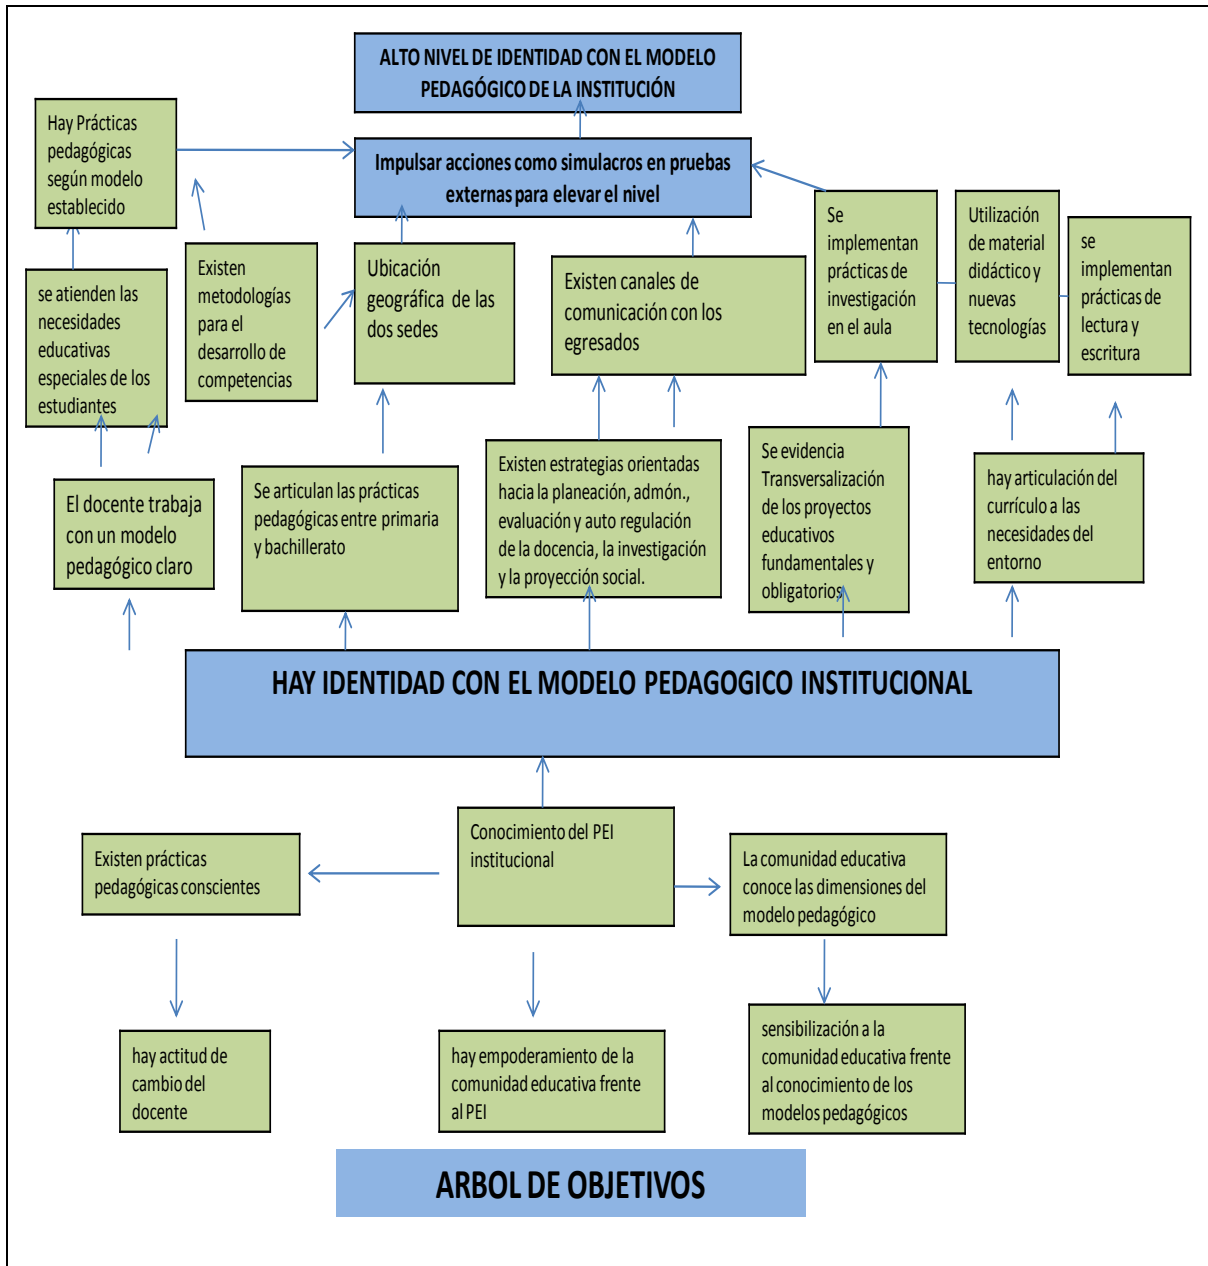 ALTO NIVEL DE IDENTIDAD CON EL MODELO
PEDAGÓGICO DE LA INSTITUCIÓN
Hay Prácticas
pedagógicas
según modelo
establecido
Impulsar acciones como simulacros en pruebas
externas para elevar el nivel
se atienden las
necesidades
educativas
especiales de los
estudiantes
Existen
metodologías
para el
desarrollo de
competencias
Ubicación
geográfica de las
dos sedes
Existen canales de
comunicación con los
egresados
Se
implementan
prácticas de
investigación
en el aula
Utilización
de material
didáctico y
nuevas
tecnologías
se
implementan
prácticas de
lectura y
escritura
El docente trabaja
con un modelo
pedagógico claro
Se articulan las prácticas
pedagógicas entre primaria
y bachillerato
Existen estrategias orientadas
hacia la planeación, admón.,
evaluación y auto regulación
de la docencia, la investigación
y la proyección social.
Se evidencia
Transversalización
de los proyectos
educativos
fundamentales y
obligatorios
hay articulación del
currículo a las
necesidades del
entorno
HAY IDENTIDAD CON EL MODELO PEDAGOGICO INSTITUCIONAL
Existen prácticas
pedagógicas conscientes
Conocimiento del PEI
institucional
La comunidad educativa
conoce las dimensiones del
modelo pedagógico
hay actitud de
cambio del
docente
hay empoderamiento de la
comunidad educativa frente
al PEI
sensibilización a la
comunidad educativa frente
al conocimiento de los
modelos pedagógicos
ARBOL DE OBJETIVOS